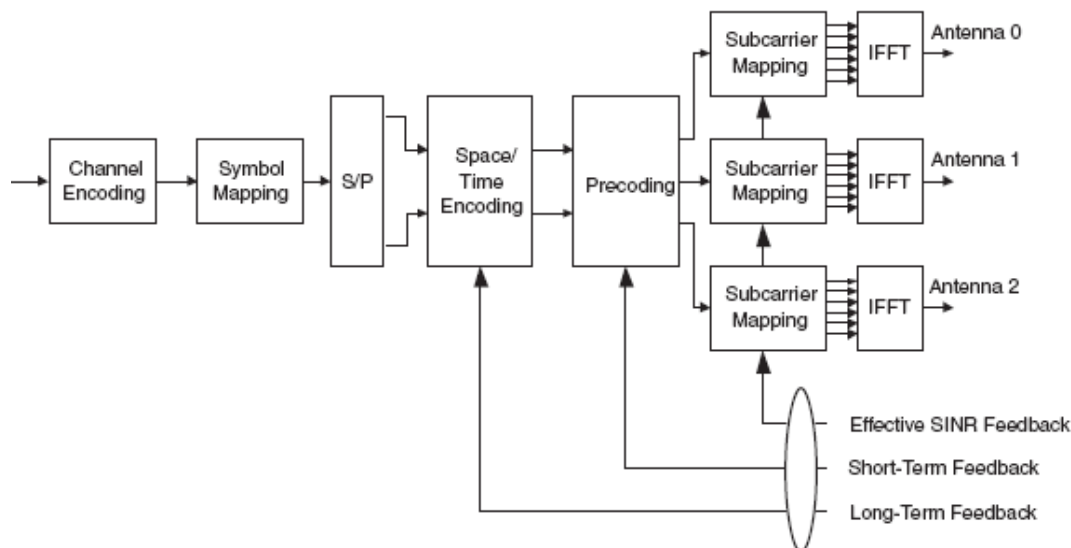 Channel
Encoding
Symbol
Mapping
S/P
Space/
Time
Encoding
Precoding
Subcarrier
Mapping
IFFT
Antenna 0
Subcarrier
Mapping
IFFT
Antenna 1
Subcarrier
Mapping
IFFT
Antenna 2
Effective SINR Feedback
Short-Term Feedback
Long-Term Feedback